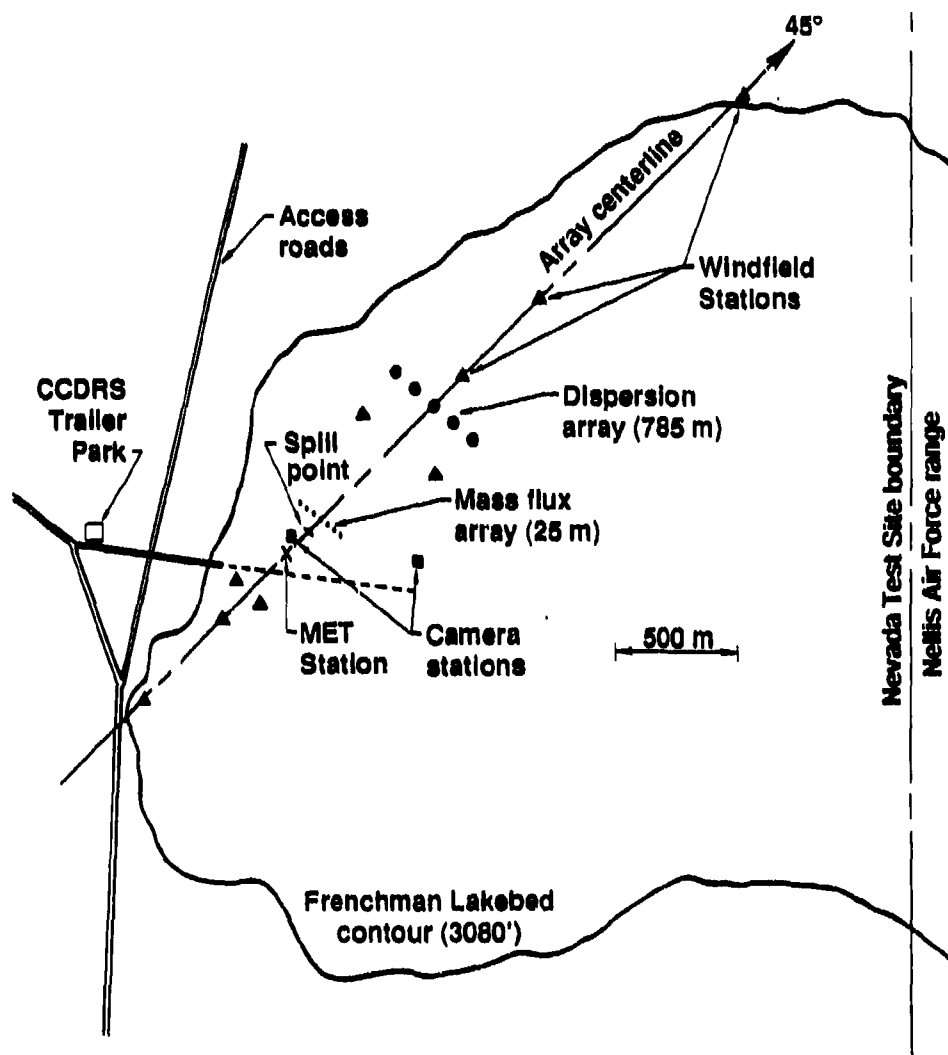 45°
Array centerline
Access
roads
Windfield
Stations
CCDRS
Trailer
Park
Dispersion
array (785 m)
Spill
point
Mass flux
array (25 m)
MET
Station
Camera
stations
500 m
Nevada Test Site boundary
Nellis Air Force range
Frenchman Lakebed
contour (3080')